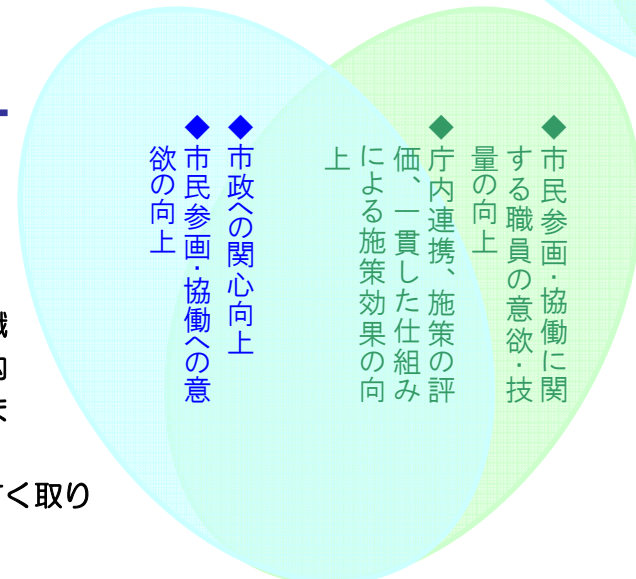 ◆市民参画・協働に関
する職員の意欲・技
量の向上
◆庁内連携、施策の評
価、一貫した仕組み
による施策効果の向
上
◆市政への関心向上
◆市民参画・協働への意
欲の向上
く取り